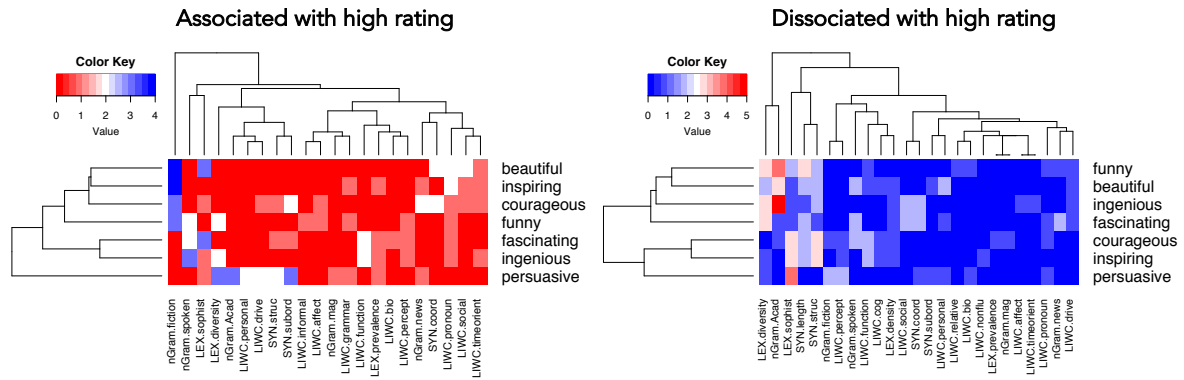 Associated with high rating
Color Key
0 1 2 3 4
Value
beautiful
inspiring
courageous
funny
fascinating
ingenious
persuasive
nGram.fiction
nGram.spoken
LEX.sophist
LEX.diversity
nGram.Acad
LIWC.personal
LIWC.drive
SYN.struc
SYN.subord
LIWC.informal
LIWC.affect
nGram.mag
LIWC.grammar
LIWC.function
LEX.prevalence
LIWC.bio
LIWC.percept
nGram.news
SYN.coord
LIWC.pronoun
LIWC.social
LIWC.timeorient
Dissociated with high rating
Color Key
0 1 2 3 4 5
Value
funny
beautiful
ingenious
fascinating
courageous
inspiring
persuasive
LEX.diversity
nGram.Acad
LEX.sophist
SYN.length
SYN.struc
nGram.fiction
LIWC.percept
nGram.spoken
LIWC.function
LIWC.cog
LEX.density
LIWC.social
SYN.coord
SYN.subord
LIWC.personal
LIWC.relative
LIWC.bio
LIWC.nonflu
LEX.prevalence
nGram.mag
LIWC.affect
LIWC.timeorient
LIWC.pronoun
nGram.news
LIWC.drive